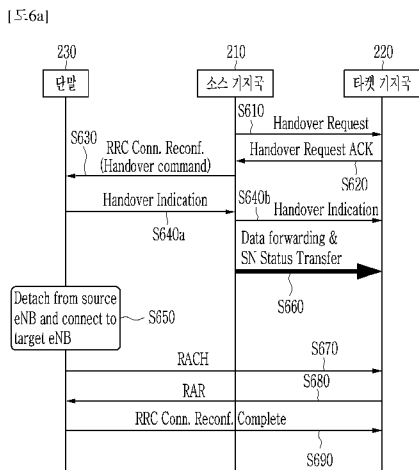 [도6a]
230 210 220
단말 소스 기지국 타켓 기지국
S610
Handover Request
S630
RRC Conn. Reconf.
(Handover command)
Handover Request ACK
S620
Handover Indication
S640a
S640b
Handover Indication
Data forwarding &
SN Status Transfer
S660
Detach from source
eNB and connect to
target eNB
S650
RACH
S670
S680
RAR
RRC Conn. Reconf. Complete
S690